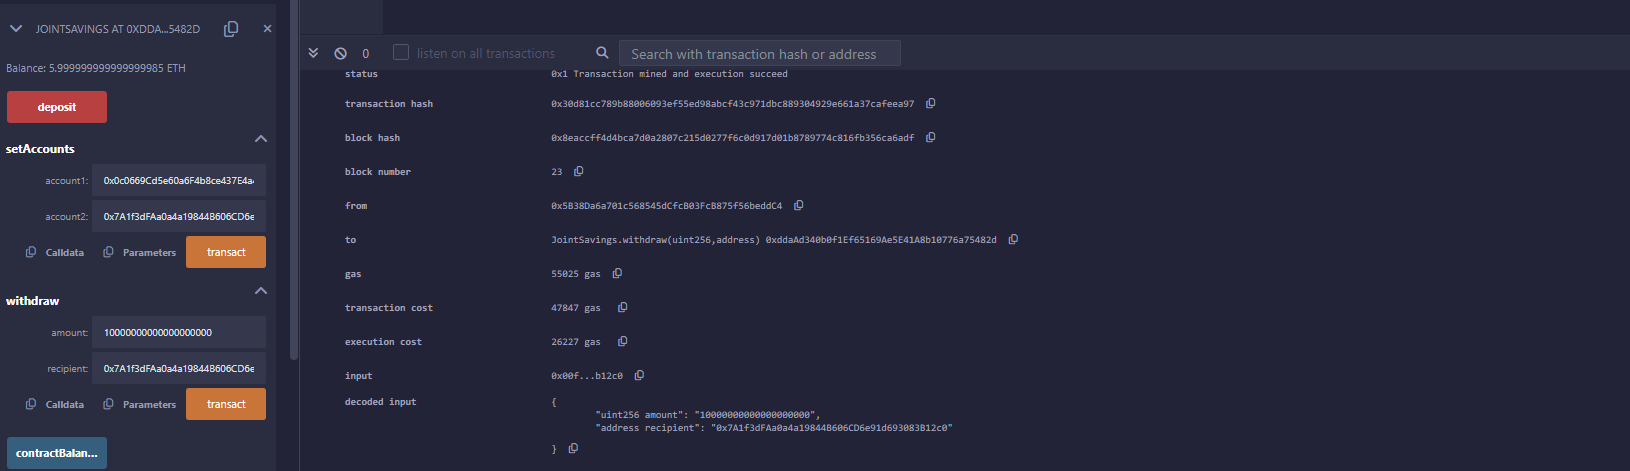 JOINTSAVINGS AT 0XDDA...5482D
Balance: 5.999999999999999985 ETH
deposit
setAccounts
account1: 0x0c0669Cd5e60a6F4b8ce437E4a
account2: 0x7A1f3dFAa0a4a19844B606CD6e
Calldata Parameters transact
withdraw
amount: 10000000000000000000
recipient: 0x7A1f3dFAa0a4a19844B606CD6e
Calldata Parameters transact
contractBalan...
0 listen on all transactions Search with transaction hash or address
status 0x1 Transaction mined and execution succeed
transaction hash 0x30d81cc789b88006093ef55ed98abcf43c971dbc889304929e661a37cafeea97
block hash 0x8eaccff4d4bca7d0a2807c215d0277f6c0d917d01b8789774c816fb356ca6adf
block number 23
from 0x5B38Da6a701c568545dCfcB03FcB875f56beddC4
to JointSavings.withdraw(uint256,address) 0xddaAd340b0f1Ef65169Ae5E41A8b10776a75482d
gas 55025 gas
transaction cost 47847 gas
execution cost 26227 gas
input 0x00f...b12c0
decoded input {
"uint256 amount": "10000000000000000000",
"address recipient": "0x7A1f3dFAa0a4a19844B606CD6e91d693083B12c0"
}